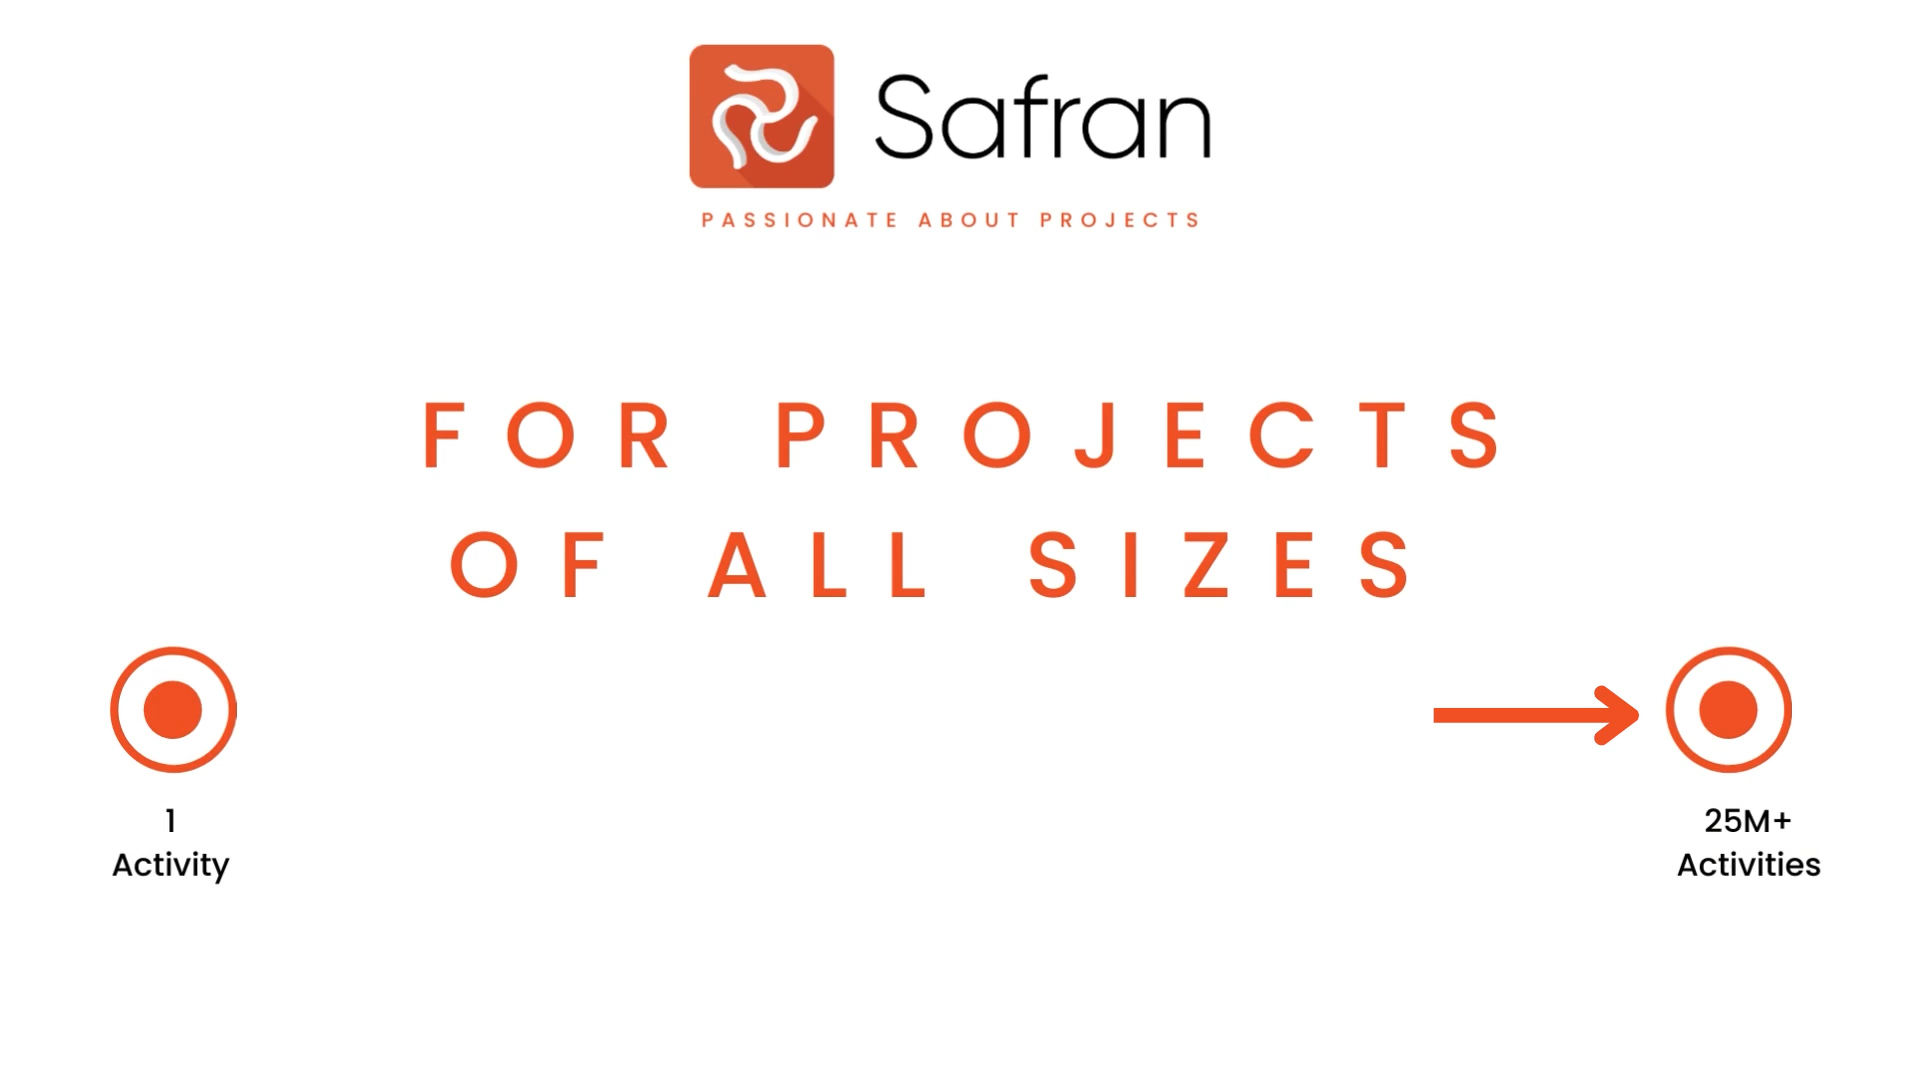 Safran
PASSIONATE ABOUT PROJECTS
FOR PROJECTS
OF ALL SIZES
1
Activity
25M+
Activities